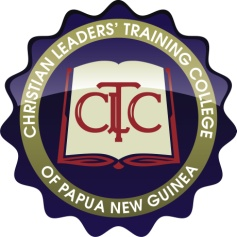 CHRISTIAN LEADERS' TRAINING COLLEGE
CLTC
OF PAPUA NEW GUINEA